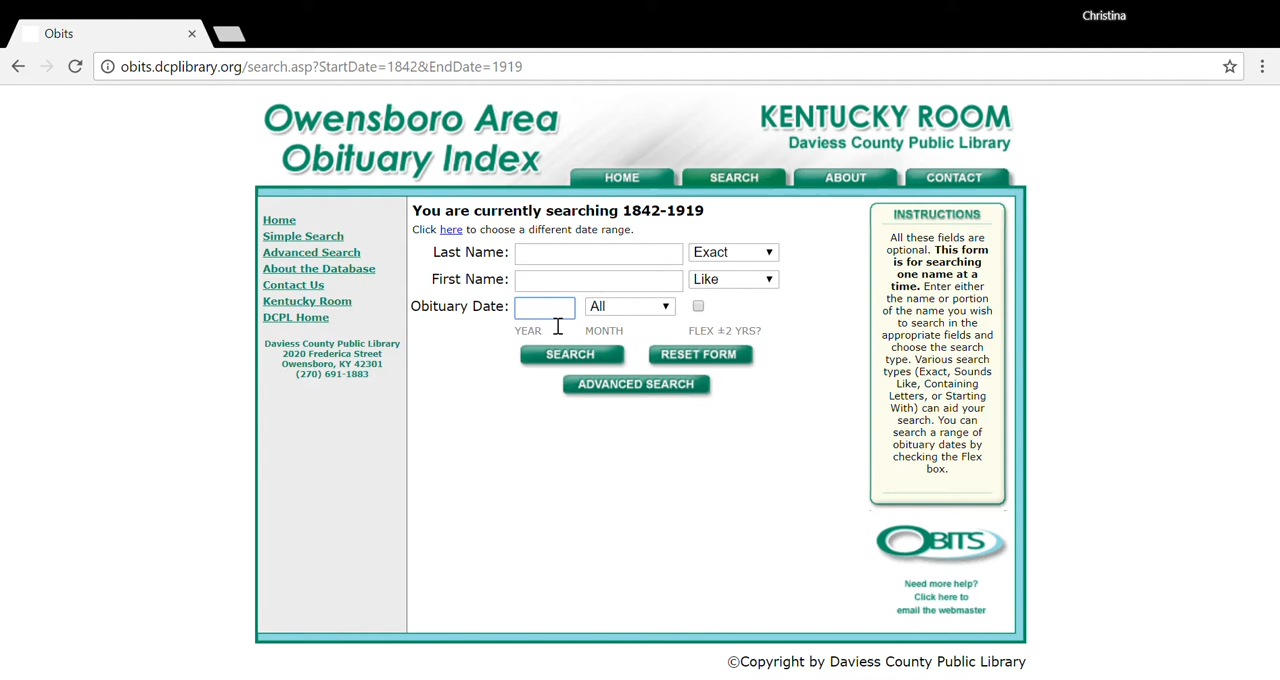 Christina
Obits
obits.dcplibrary.org/search.asp?StartDate=1842&EndDate=1919
Owensboro Area
Obituary Index
KENTUCKY ROOM
Daviess County Public Library
HOME
SEARCH
ABOUT
CONTACT
Home
Simple Search
Advanced Search
About the Database
Contact Us
Kentucky Room
DCPL Home
Daviess County Public Library
2020 Frederica Street
Owensboro, KY 42301
(270) 691-1883
You are currently searching 1842-1919
Click here to choose a different date range.
Last Name: Exact
First Name: Like
Obituary Date: All
YEAR MONTH FLEX ±2 YRS?
SEARCH RESET FORM
ADVANCED SEARCH
INSTRUCTIONS
All these fields are
optional. This form
is for searching
one name at a
time. Enter either
the name or portion
of the name you wish
to search in the
appropriate fields and
choose the search
type. Various search
types (Exact, Sounds
Like, Containing
Letters, or Starting
With) can aid your
search. You can
search a range of
obituary dates by
checking the Flex
box.
OBITS
Need more help?
Click here to
email the webmaster
©Copyright by Daviess County Public Library